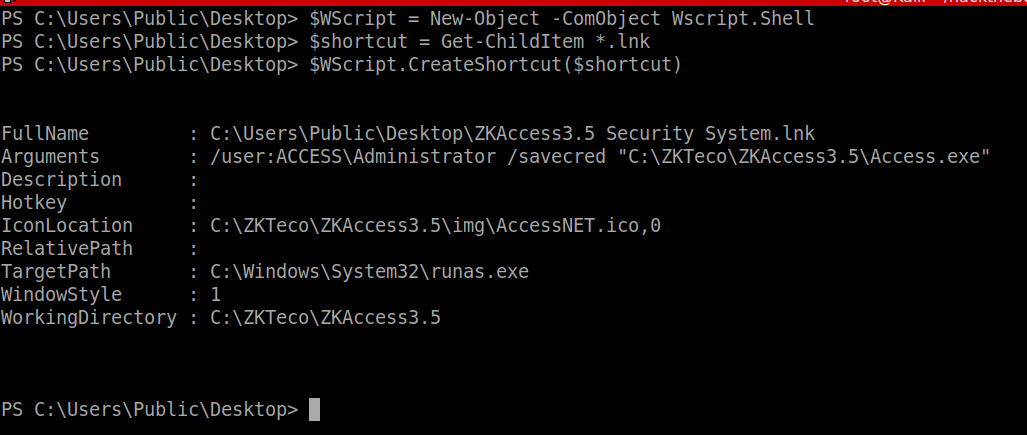 PS C:\Users\Public\Desktop> $WScript = New-Object -ComObject Wscript.Shell
PS C:\Users\Public\Desktop> $shortcut = Get-ChildItem *.lnk
PS C:\Users\Public\Desktop> $WScript.CreateShortcut($shortcut)
FullName : C:\Users\Public\Desktop\ZKAccess3.5 Security System.lnk
Arguments : /user:ACCESS\Administrator /savecred "C:\ZKTeco\ZKAccess3.5\Access.exe"
Description :
Hotkey :
IconLocation : C:\ZKTeco\ZKAccess3.5\img\AccessNET.ico,0
RelativePath :
TargetPath : C:\Windows\System32\runas.exe
WindowStyle : 1
WorkingDirectory : C:\ZKTeco\ZKAccess3.5
PS C:\Users\Public\Desktop>